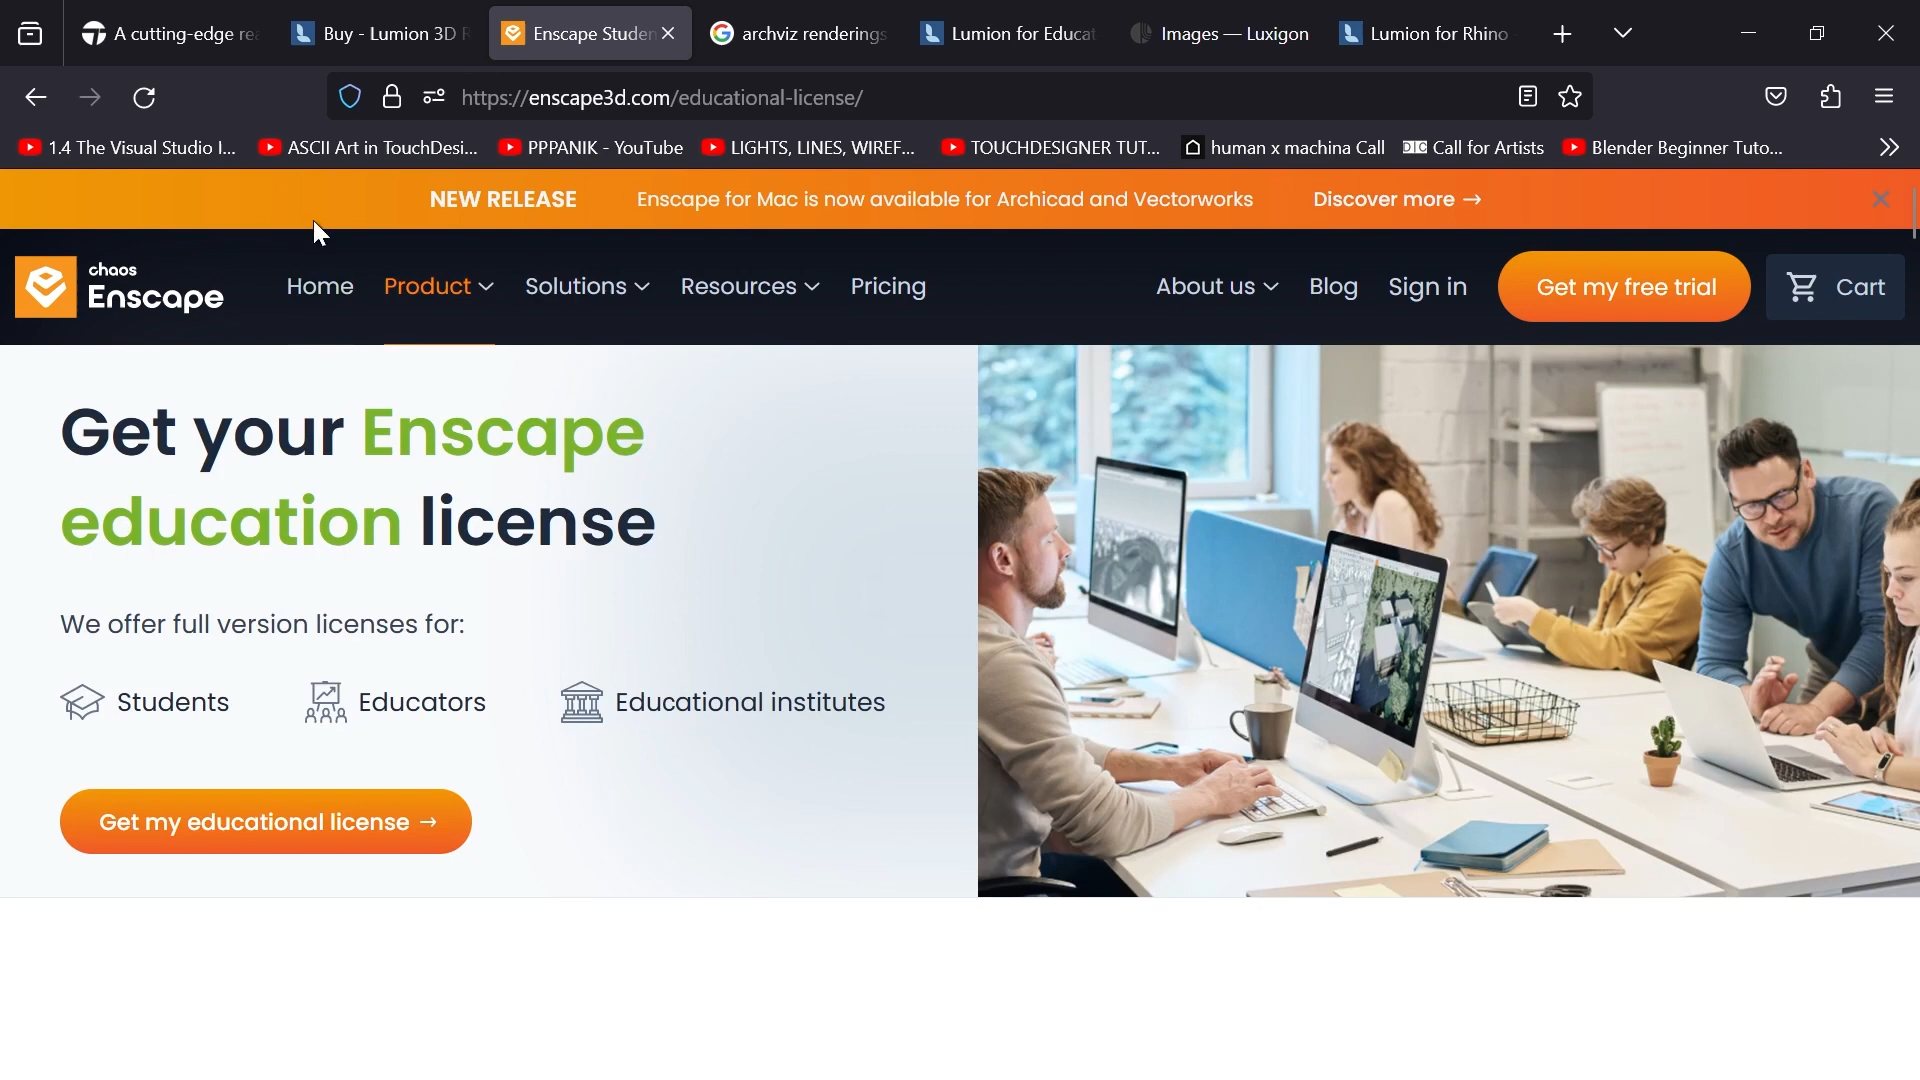 A cutting-edge rea
Buy - Lumion 3D R
Enscape Studen
archviz renderings
Lumion for Educat
Images — Luxigon
Lumion for Rhino
https://enscape3d.com/educational-license/
1.4 The Visual Studio I...
ASCII Art in TouchDesi...
PPPANIK - YouTube
LIGHTS, LINES, WIREF...
TOUCHDESIGNER TUT...
human x machina Call
Call for Artists
Blender Beginner Tuto...
NEW RELEASE
Enscape for Mac is now available for Archicad and Vectorworks
Discover more →
chaos
Enscape
Home
Product
Solutions
Resources
Pricing
About us
Blog
Sign in
Get my free trial
Cart
Get your Enscape
education license
We offer full version licenses for:
Students
Educators
Educational institutes
Get my educational license →